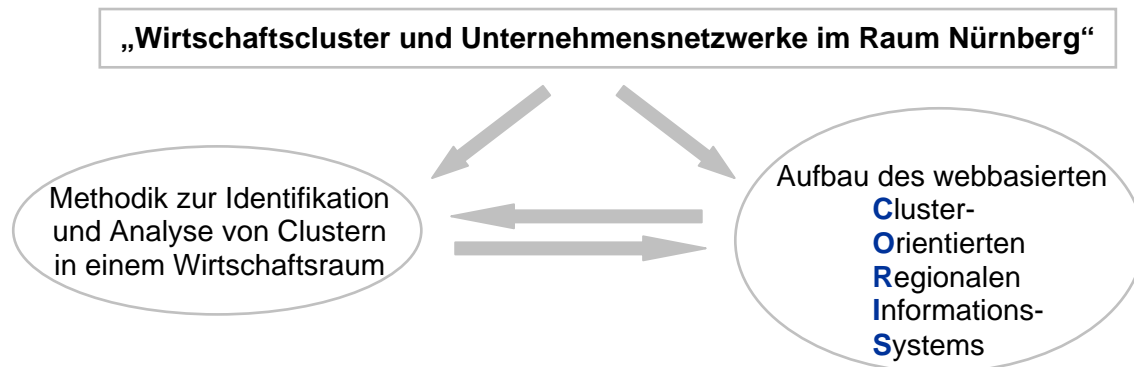 „Wirtschaftscluster und Unternehmensnetzwerke im Raum Nürnberg“
Methodik zur Identifikation
und Analyse von Clustern
in einem Wirtschaftsraum
Aufbau des webbasierten
Cluster-
Orientierten
Regionalen
Informations-
Systems